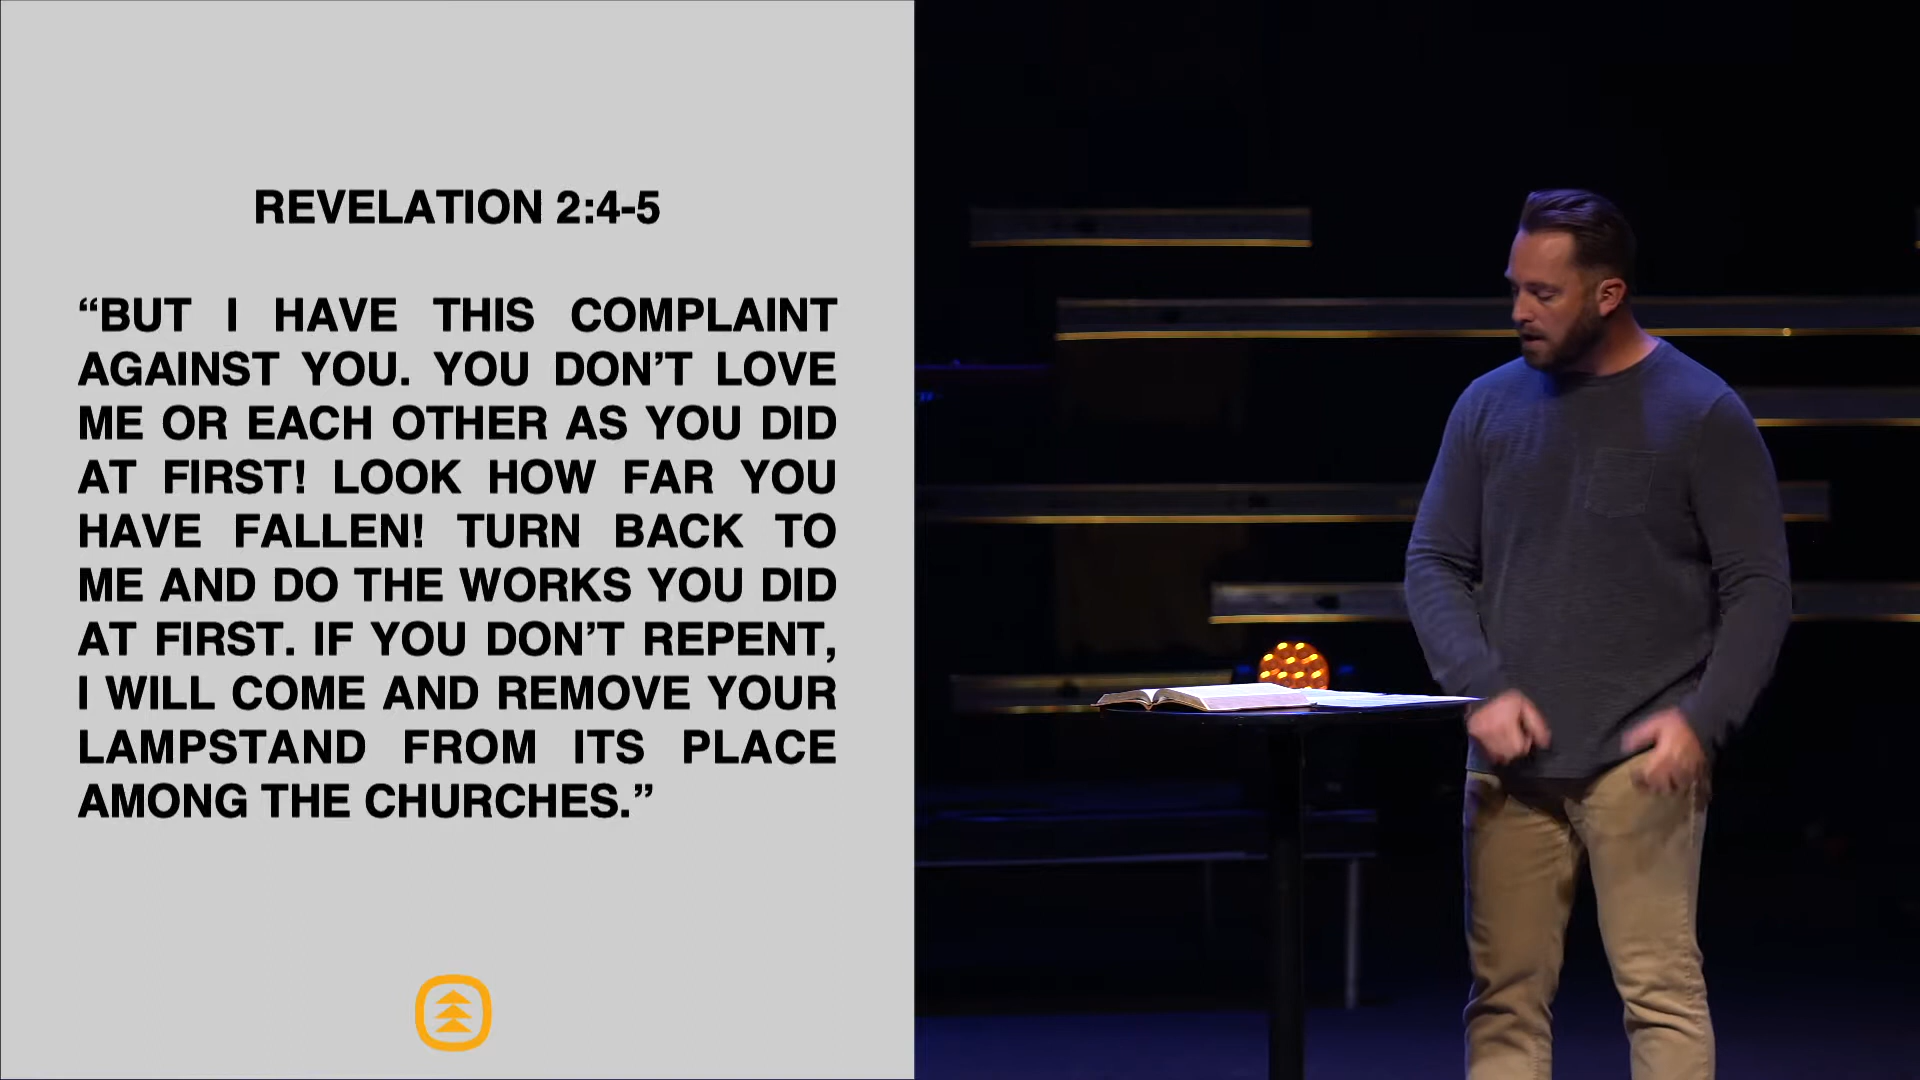 REVELATION 2:4-5
“BUT I HAVE THIS COMPLAINT
AGAINST YOU. YOU DON’T LOVE
ME OR EACH OTHER AS YOU DID
AT FIRST! LOOK HOW FAR YOU
HAVE FALLEN! TURN BACK TO
ME AND DO THE WORKS YOU DID
AT FIRST. IF YOU DON’T REPENT,
I WILL COME AND REMOVE YOUR
LAMPSTAND FROM ITS PLACE
AMONG THE CHURCHES.”